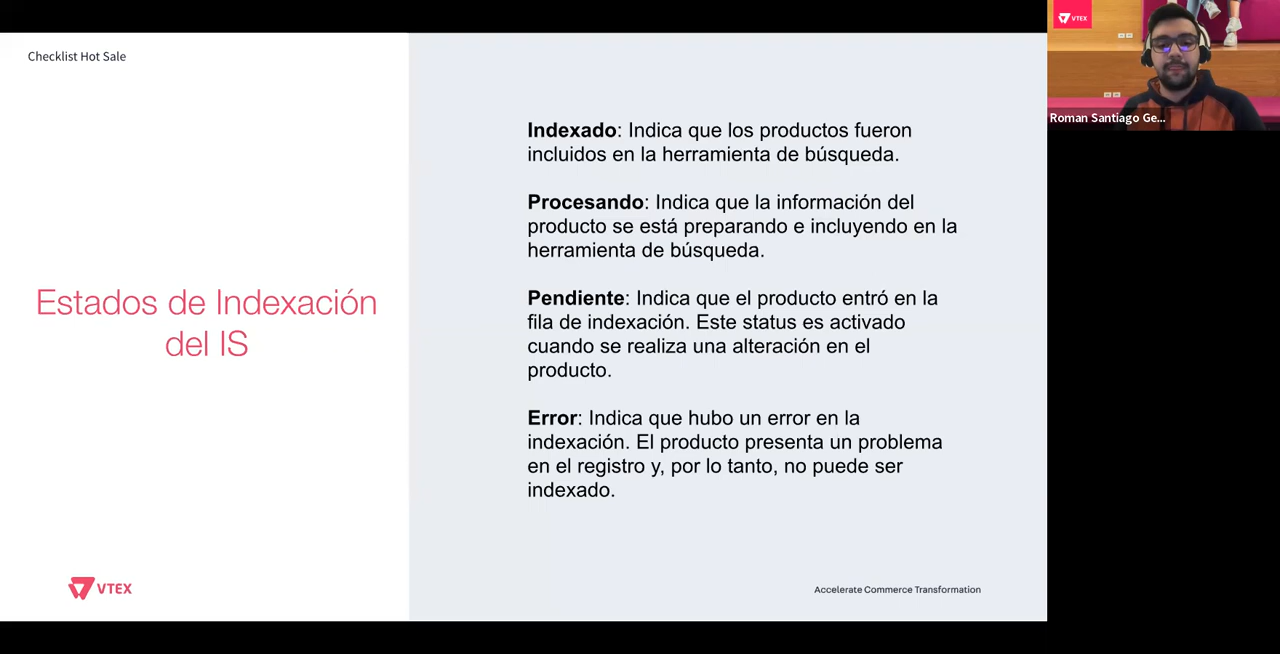 Checklist Hot Sale
Estados de Indexación
del IS
Indexado: Indica que los productos fueron
incluidos en la herramienta de búsqueda.
Procesando: Indica que la información del
producto se está preparando e incluyendo en la
herramienta de búsqueda.
Pendiente: Indica que el producto entró en la
fila de indexación. Este status es activado
cuando se realiza una alteración en el
producto.
Error: Indica que hubo un error en la
indexación. El producto presenta un problema
en el registro y, por lo tanto, no puede ser
indexado.
VTEX
Accelerate Commerce Transformation
VTEX
Roman Santiago Ge...